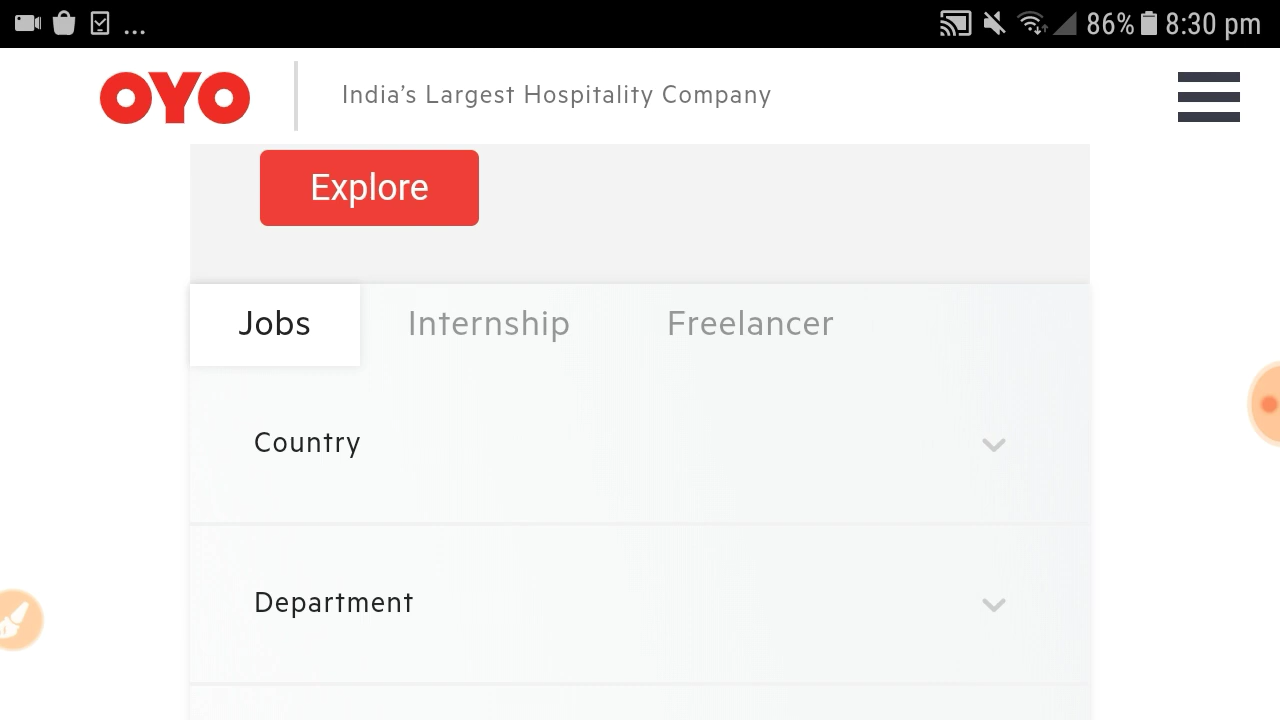 ... 86% 8:30 pm
OYO India's Largest Hospitality Company
Explore
Jobs Internship Freelancer
Country
Department